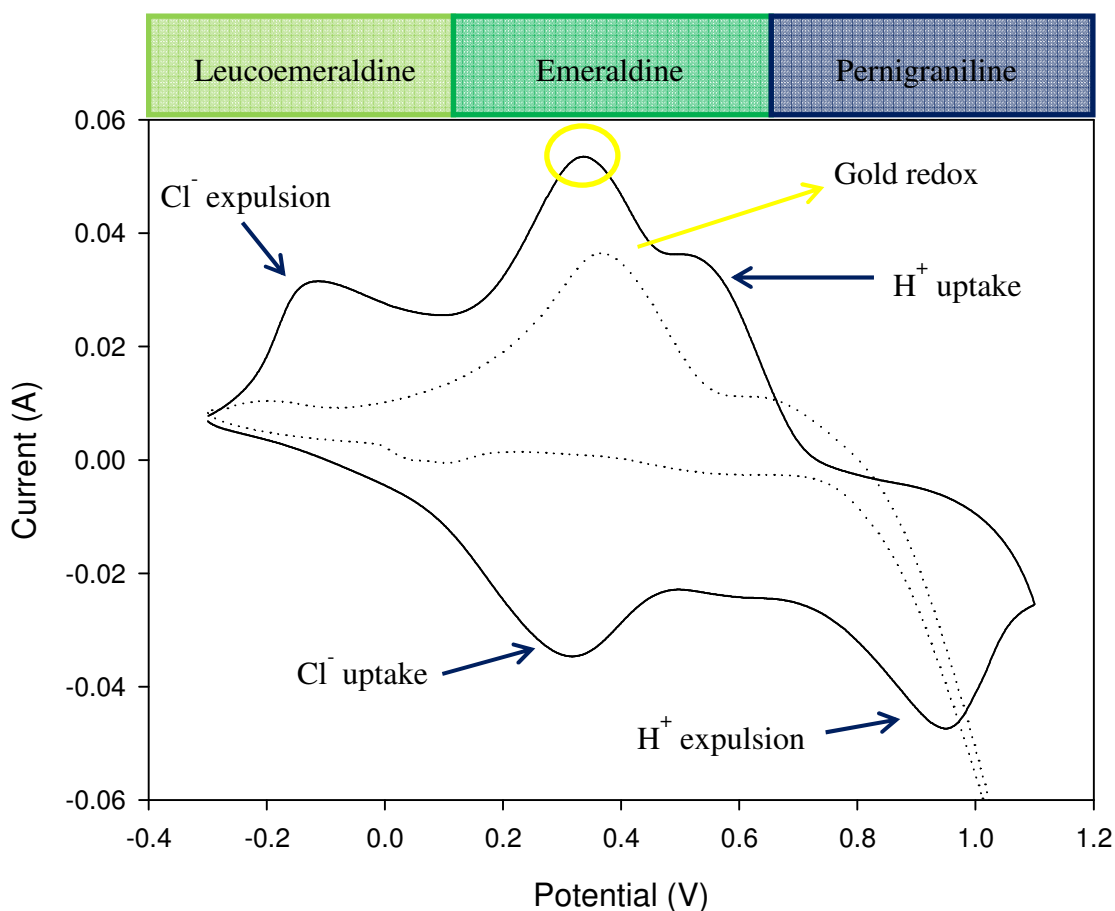 Leucoemeraldine Emeraldine Pernigraniline
0.06
Cl⁻ expulsion
Gold redox
0.04
H⁺ uptake
0.02
Current (A)
0.00
-0.02
Cl⁻ uptake
-0.04
H⁺ expulsion
-0.06
-0.4 -0.2 0.0 0.2 0.4 0.6 0.8 1.0 1.2
Potential (V)